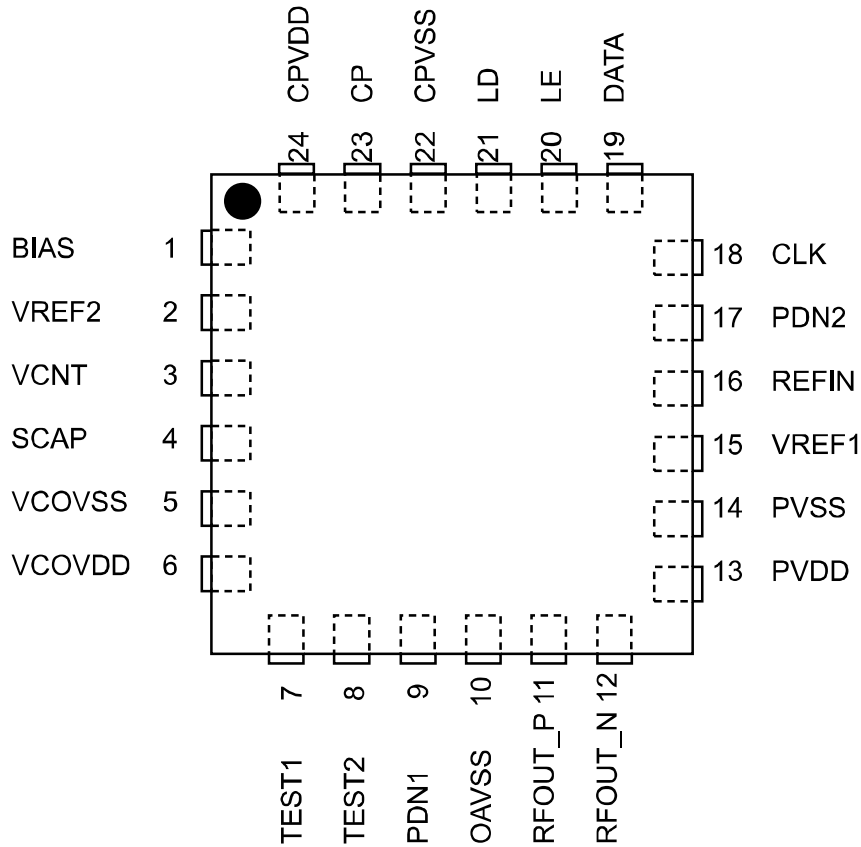 CPVDD 24
CP 23
CPVSS 22
LD 21
LE 20
DATA 19
BIAS 1
VREF2 2
VCNT 3
SCAP 4
VCOVSS 5
VCOVDD 6
18 CLK
17 PDN2
16 REFIN
15 VREF1
14 PVSS
13 PVDD
TEST1 7
TEST2 8
PDN1 9
OAVSS 10
RFOUT_P 11
RFOUT_N 12